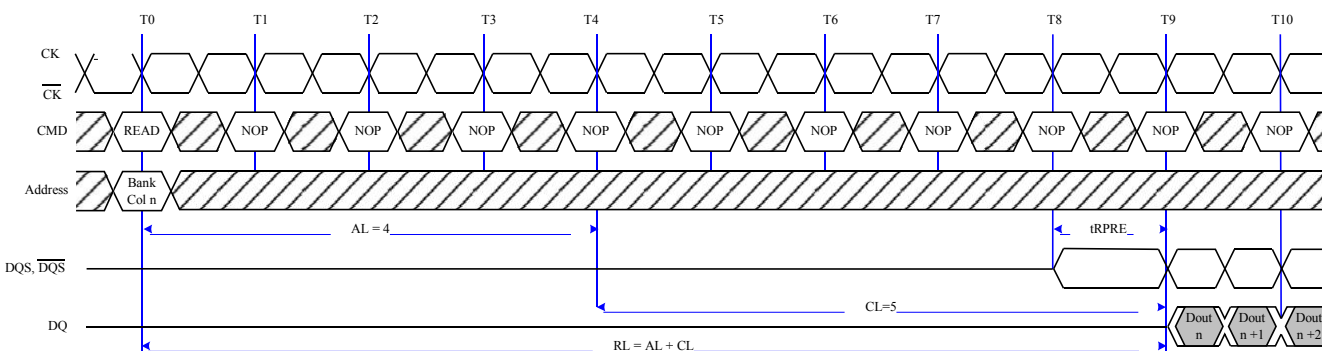 T0 T1 T2 T3 T4 T5 T6 T7 T8 T9 T10
CK
CK
CMD READ NOP NOP NOP NOP NOP NOP NOP NOP NOP NOP
Address Bank Col n
AL = 4 tRPRE
DQS, DQS
CL=5
DQ Dout n Dout n +1 Dout n +2
RL = AL + CL